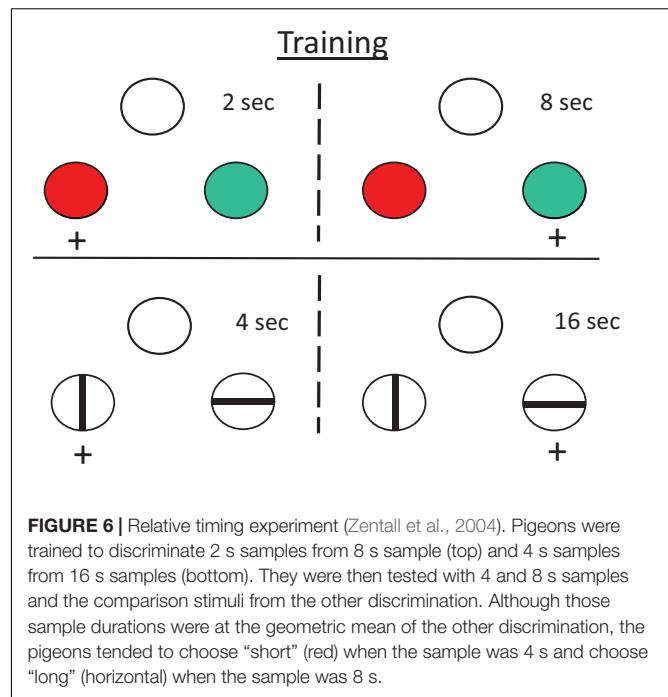 Training
2 sec
8 sec
+
+
4 sec
16 sec
+
+
FIGURE 6 | Relative timing experiment (Zentall et al., 2004). Pigeons were
trained to discriminate 2 s samples from 8 s sample (top) and 4 s samples
from 16 s samples (bottom). They were then tested with 4 and 8 s samples
and the comparison stimuli from the other discrimination. Although those
sample durations were at the geometric mean of the other discrimination, the
pigeons tended to choose “short” (red) when the sample was 4 s and choose
“long” (horizontal) when the sample was 8 s.